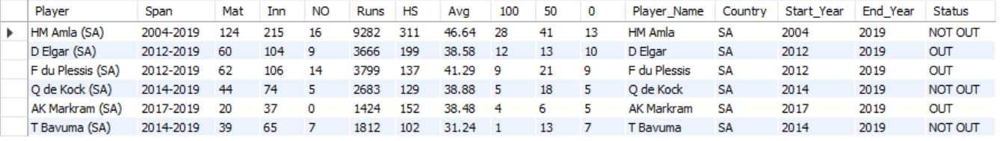 Player Span Mat Inn NO Runs HS Avg 100 50 0 Player_Name Country Start_Year End_Year Status
HM Amla (SA) 2004-2019 124 215 16 9282 311 46.64 28 41 13 HM Amla SA 2004 2019 NOT OUT
D Elgar (SA) 2012-2019 60 104 9 3666 199 38.58 12 13 10 D Elgar SA 2012 2019 OUT
F du Plessis (SA) 2012-2019 62 106 14 3799 137 41.29 9 21 9 F du Plessis SA 2012 2019 OUT
Q de Kock (SA) 2014-2019 44 74 5 2683 129 38.88 5 18 5 Q de Kock SA 2014 2019 NOT OUT
AK Markram (SA) 2017-2019 20 37 0 1424 152 38.48 4 6 5 AK Markram SA 2017 2019 OUT
T Bavuma (SA) 2014-2019 39 65 7 1812 102 31.24 1 13 7 T Bavuma SA 2014 2019 NOT OUT